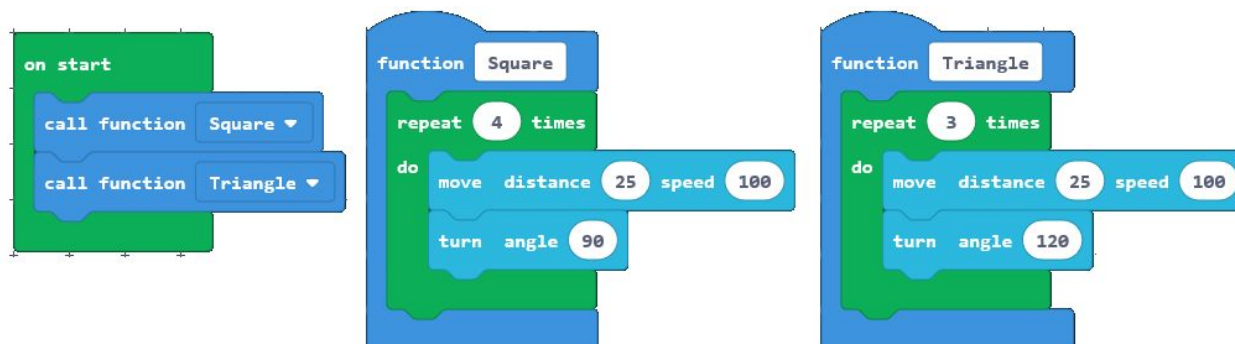 on start
call function Square
call function Triangle
function Square
repeat 4 times
do
move distance 25 speed 100
turn angle 90
function Triangle
repeat 3 times
do
move distance 25 speed 100
turn angle 120